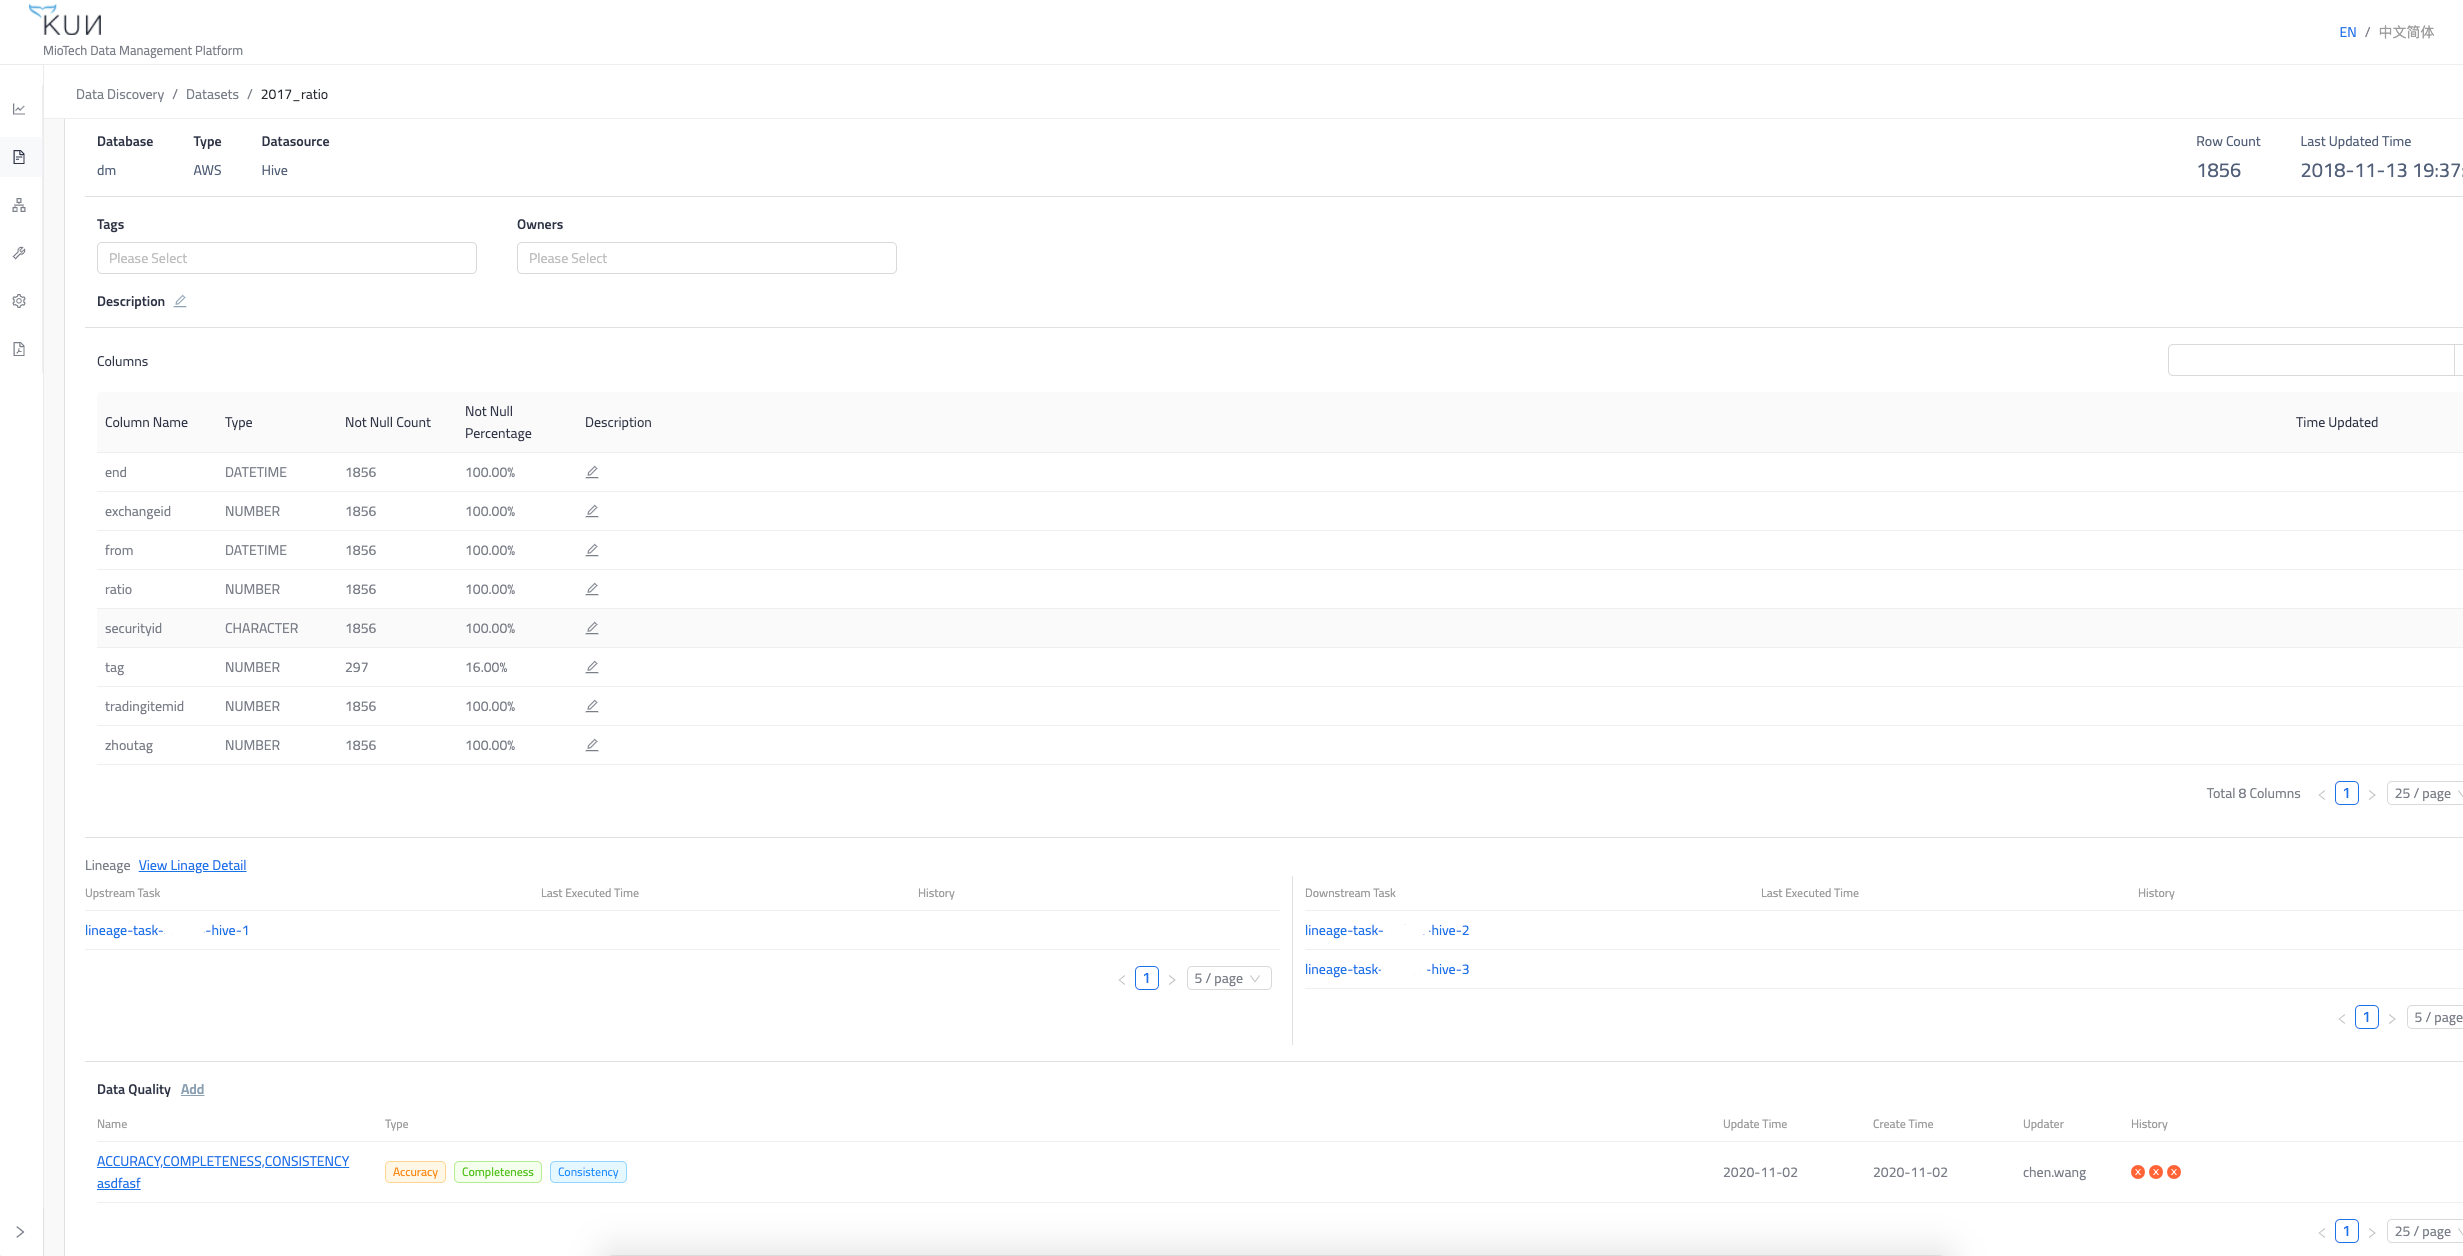 KUN
MioTech Data Management Platform
EN / 中文简体
Data Discovery / Datasets / 2017_ratio
Database Type Datasource Row Count Last Updated Time
dm AWS Hive 1856 2018-11-13 19:37:
Tags Owners
Please Select Please Select
Description
Columns
Column Name Type Not Null Count Not Null Percentage Description Time Updated
end DATETIME 1856 100.00%
exchangeid NUMBER 1856 100.00%
from DATETIME 1856 100.00%
ratio NUMBER 1856 100.00%
securityid CHARACTER 1856 100.00%
tag NUMBER 297 16.00%
tradingitemid NUMBER 1856 100.00%
zhoutag NUMBER 1856 100.00%
Total 8 Columns < 1 > 25 / page
Lineage View Linage Detail
Upstream Task Last Executed Time History Downstream Task Last Executed Time History
lineage-task- -hive-1 lineage-task- -hive-2
lineage-task- -hive-3
< 1 > 5 / page
< 1 > 5 / page
Data Quality Add
Name Type Update Time Create Time Updater History
ACCURACY,COMPLETENESS,CONSISTENCY
asdfasf Accuracy Completeness Consistency 2020-11-02 2020-11-02 chen.wang
< 1 > 25 / page